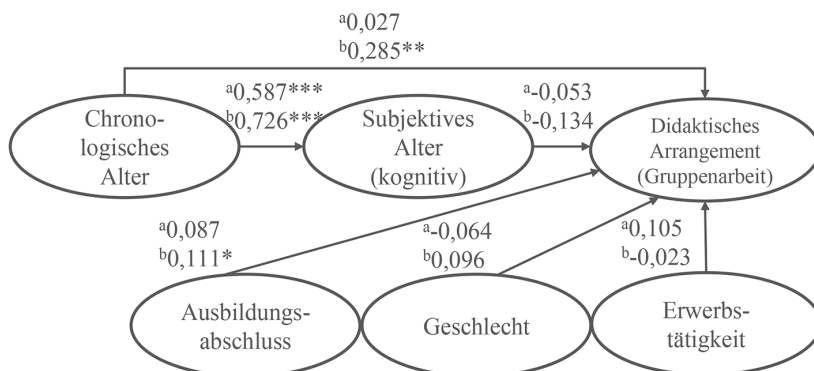 ᵃ0,027
ᵇ0,285**
ᵃ0,587***
ᵇ0,726***
ᵃ-0,053
ᵇ-0,134
Chrono-
logisches
Alter
Subjektives
Alter
(kognitiv)
Didaktisches
Arrangement
(Gruppenarbeit)
ᵃ0,087
ᵇ0,111*
ᵃ-0,064
ᵇ0,096
ᵃ0,105
ᵇ-0,023
Ausbildungs-
abschluss
Geschlecht
Erwerbs-
tätigkeit